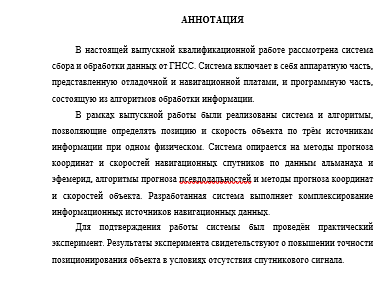 АННОТАЦИЯ
В настоящей выпускной квалификационной работе рассмотрена система
сбора и обработки данных от ГНСС. Система включает в себя аппаратную часть,
представленную отладочной и навигационной платами, и программную часть,
состоящую из алгоритмов обработки информации.
В рамках выпускной работы были реализованы система и алгоритмы,
позволяющие определять позицию и скорость объекта по трём источникам
информации при одном физическом. Система опирается на методы прогноза
координат и скоростей навигационных спутников по данным альманаха и
эфемерид, алгоритмы прогноза псевдодальностей и методы прогноза координат
и скоростей объекта. Разработанная система выполняет комплексирование
информационных источников навигационных данных.
Для подтверждения работы системы был проведён практический
эксперимент. Результаты эксперимента свидетельствуют о повышении точности
позиционирования объекта в условиях отсутствия спутникового сигнала.